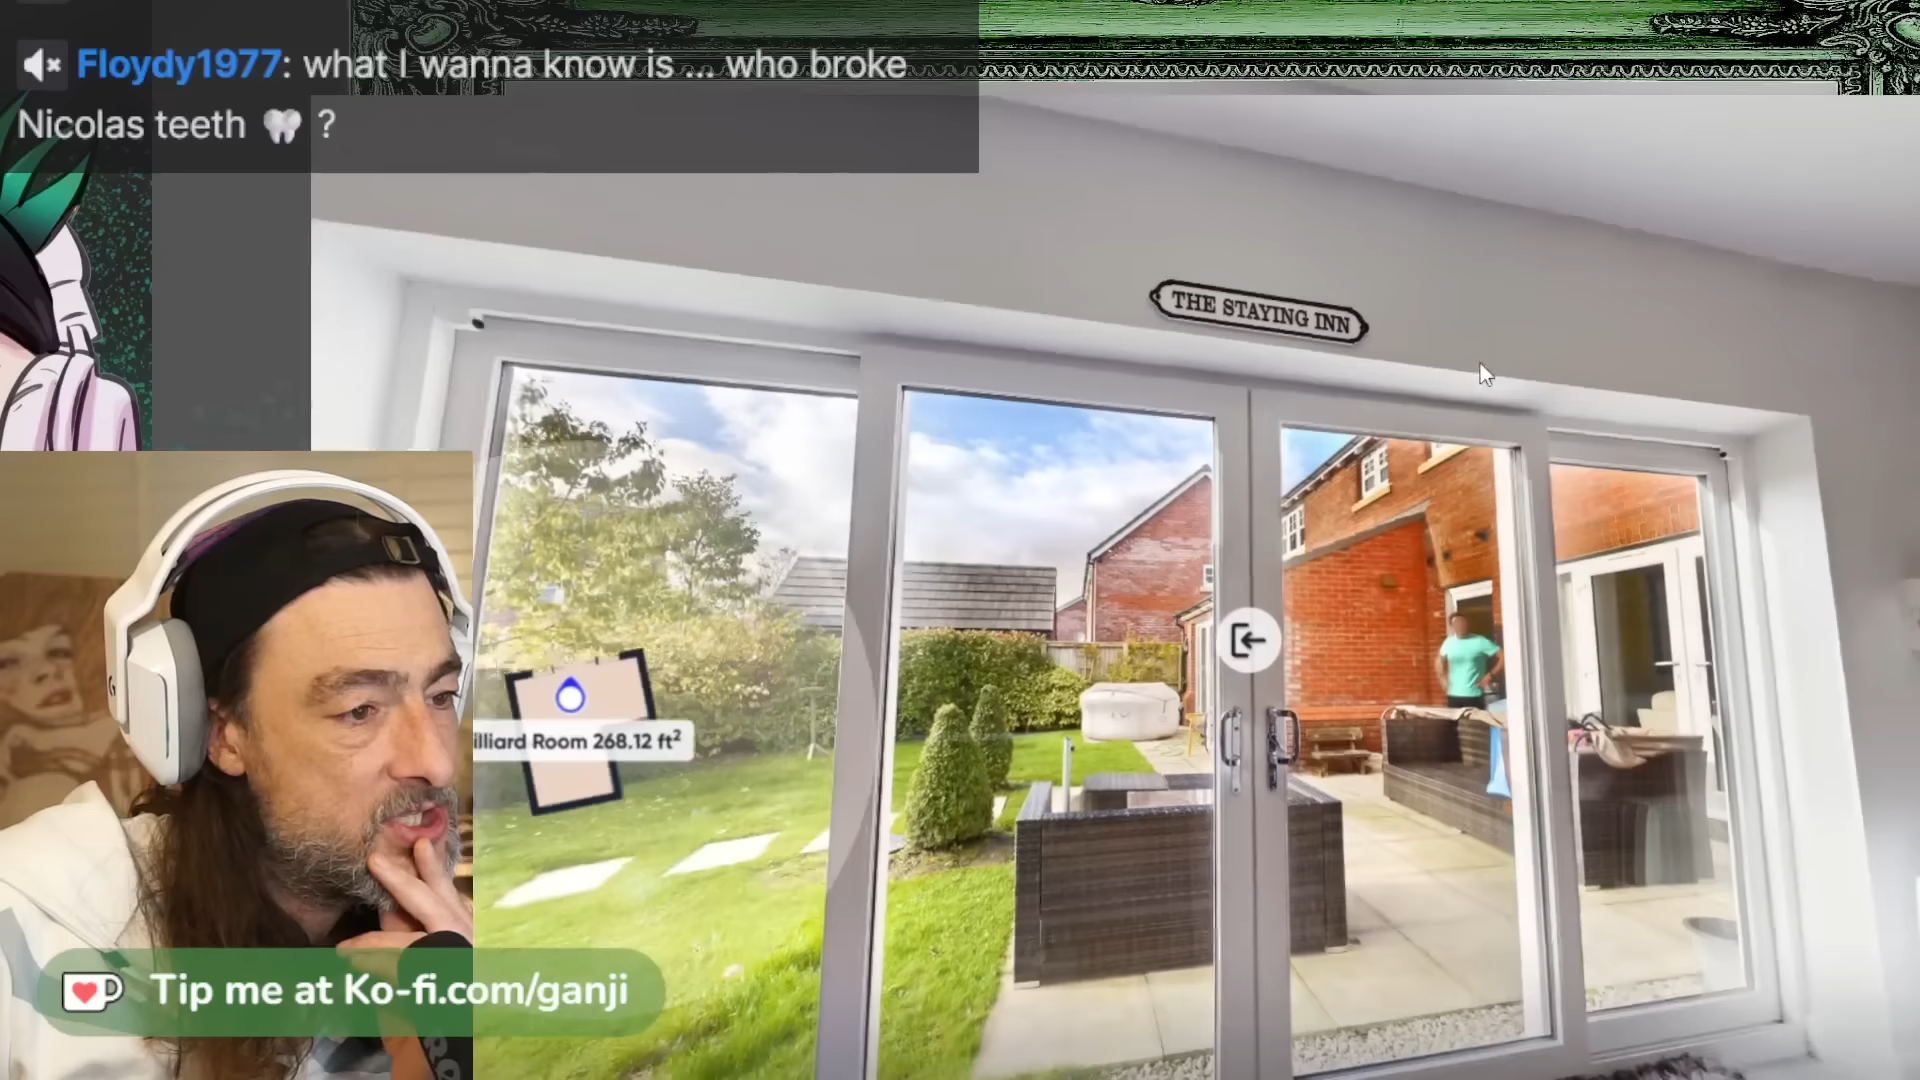 Floydy1977: what I wanna know is ... who broke
Nicolas teeth 🦷 ?
THE STAYING INN
illiard Room 268.12 ft²
Tip me at Ko-fi.com/ganji